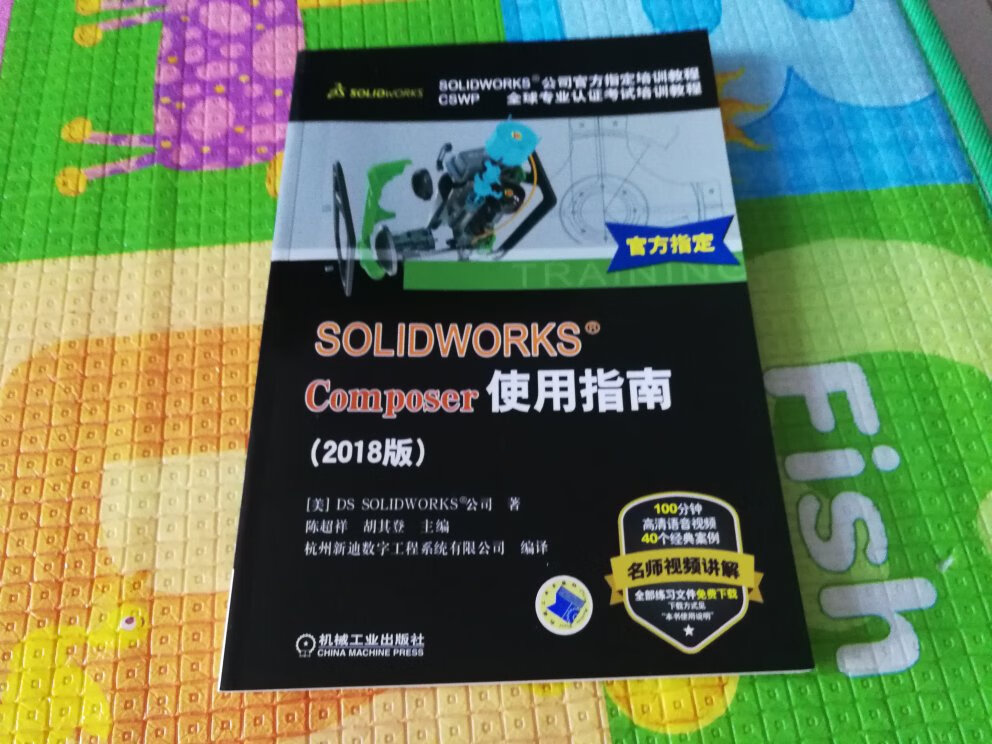 SOLIDWORKS
SOLIDWORKS®公司官方指定培训教程
CSWP 全球专业认证考试培训教程
官方指定
TRAINING
SOLIDWORKS®
Composer 使用指南
（2018版）
［美］DS SOLIDWORKS®公司 著
陈超祥 胡其登 主编
杭州新迪数字工程系统有限公司 编译
100分钟
高清语音视频
40个经典案例
名师视频讲解
全部练习文件免费下载
下载方式见
“本书使用说明”
机械工业出版社
CHINA MACHINE PRESS
Fish